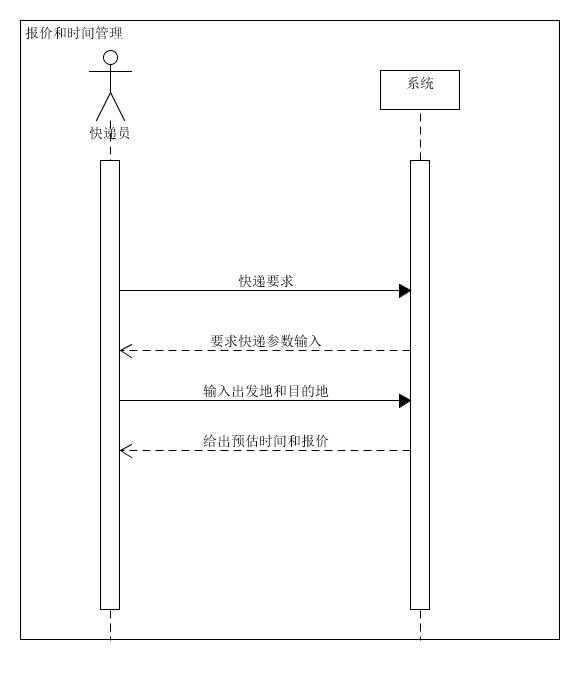 报价和时间管理
系统
快递员
快递要求
要求快递参数输入
输入出发地和目的地
给出预估时间和报价